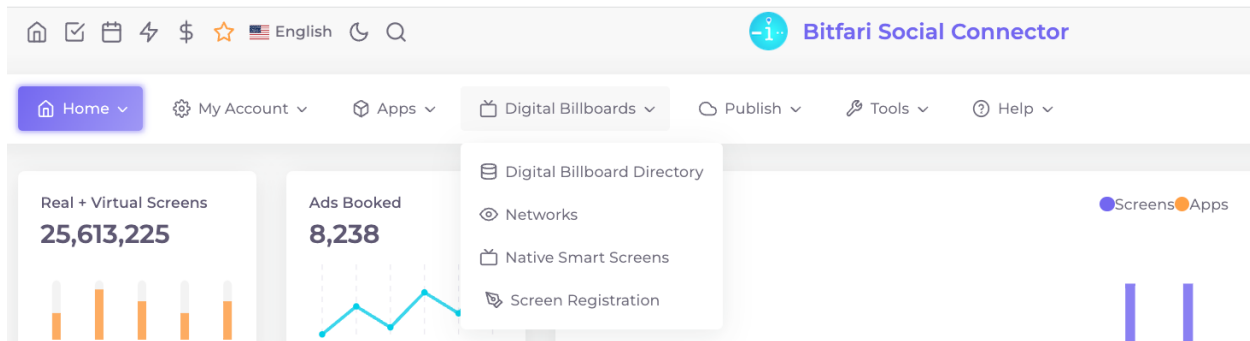 English
Bitfari Social Connector
Home
My Account
Apps
Digital Billboards
Publish
Tools
Help
Digital Billboard Directory
Networks
Native Smart Screens
Screen Registration
Real + Virtual Screens
25,613,225
Ads Booked
8,238
Screens
Apps